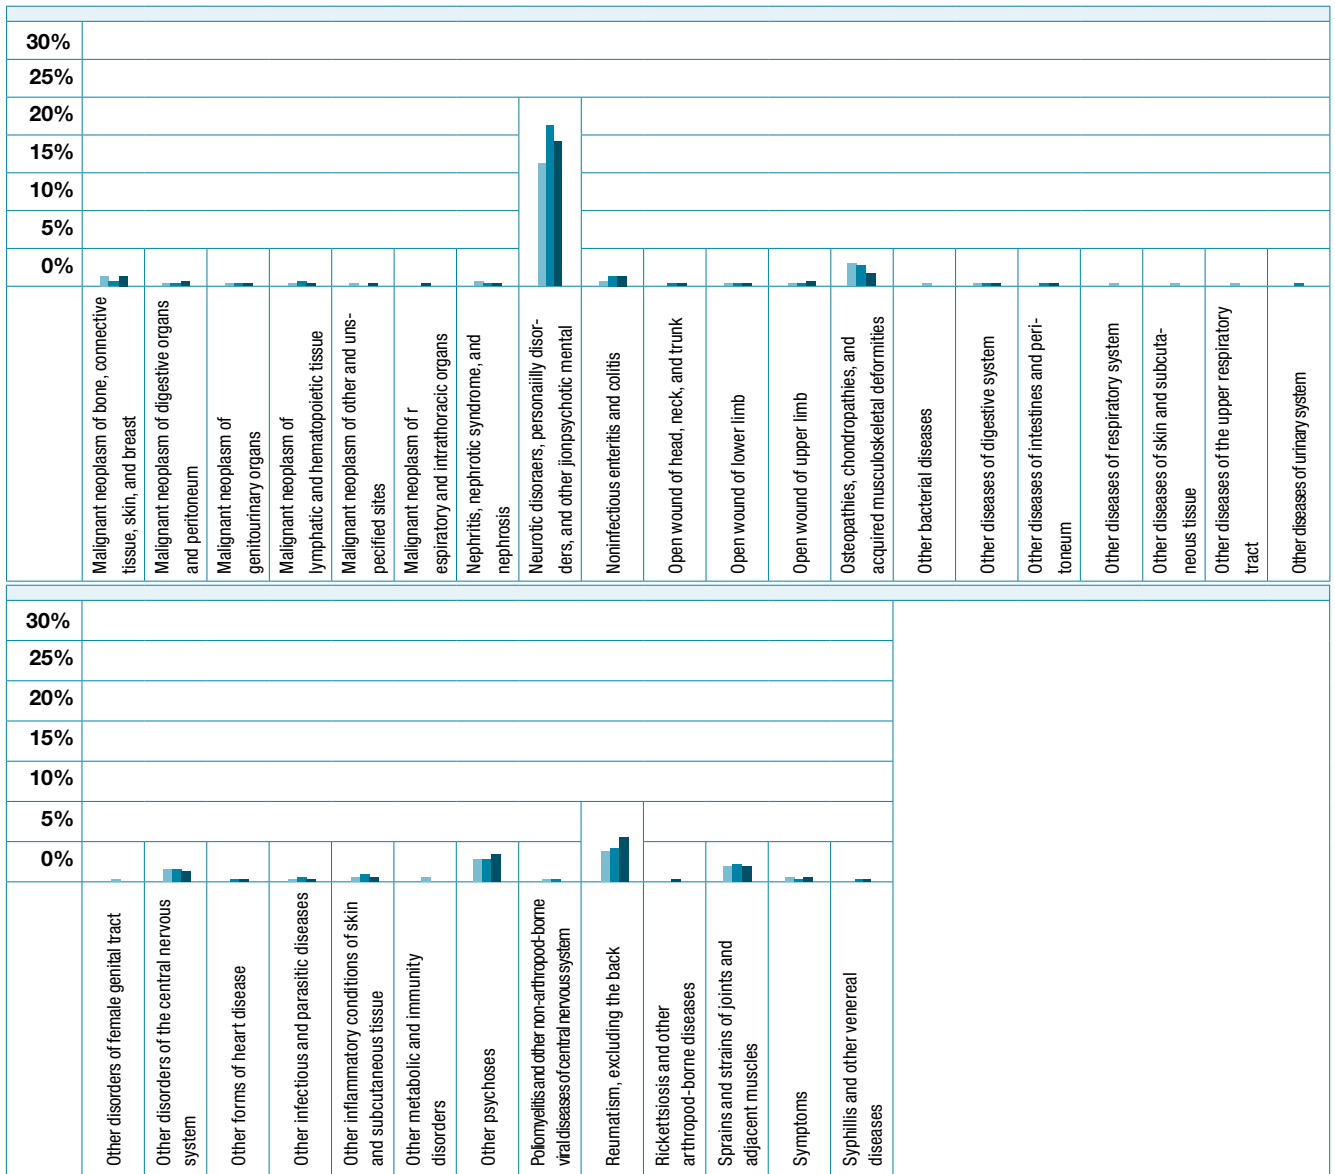 30%
25%
20%
15%
10%
5%
0%
Malignant neoplasm of bone, connective
tissue, skin, and breast
Malignant neoplasm of digestive organs
and peritoneum
Malignant neoplasm of
genitourinary organs
Malignant neoplasm of
lymphatic and hematopoietic tissue
Malignant neoplasm of other and uns-
pecified sites
Malignant neoplasm of r
espiratory and intrathoracic organs
Nephritis, nephrotic syndrome, and
nephrosis
Neurotic disoraers, personailly disor-
ders, and other jionpsychotic mental
Noninfectious enteritis and colitis
Open wound of head, neck, and trunk
Open wound of lower limb
Open wound of upper limb
Osteopathies, chondropathies, and
acquired musculoskeletal deformities
Other bacterial diseases
Other diseases of digestive system
Other diseases of intestines and peri-
toneum
Other diseases of respiratory system
Other diseases of skin and subcuta-
neous tissue
Other diseases of the upper respiratory
tract
Other diseases of urinary system
30%
25%
20%
15%
10%
5%
0%
Other disorders of female genital tract
Other disorders of the central nervous
system
Other forms of heart disease
Other infectious and parasitic diseases
Other inflammatory conditions of skin
and subcutaneous tissue
Other metabolic and immunity
disorders
Other psychoses
Poliomyelitis and other non-arthropod-borne
viral diseases of central nervous system
Reumatism, excluding the back
Rickettsiosis and other
arthropod-borne diseases
Sprains and strains of joints and
adjacent muscles
Symptoms
Syphillis and other venereal
diseases